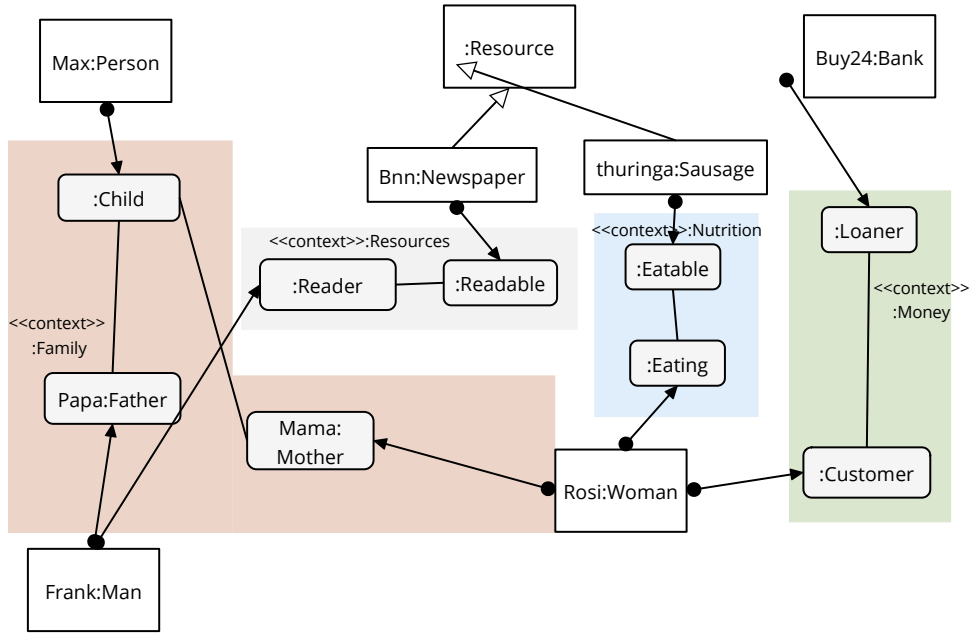 :Resource
Max:Person
Buy24:Bank
Bnn:Newspaper
thuringa:Sausage
:Child
<<context>>:Resources
<<context>>:Nutrition
:Loaner
:Reader
:Readable
:Eatable
<<context>>
:Money
<<context>>
:Family
:Eating
Papa:Father
Mama:
Mother
:Customer
Rosi:Woman
Frank:Man